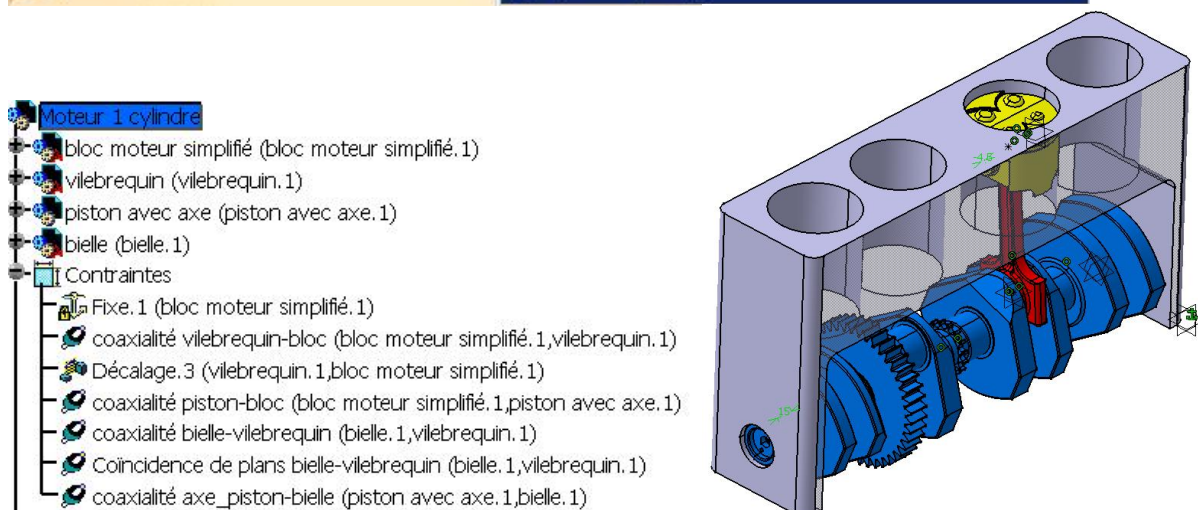 Moteur 1 cylindre
bloc moteur simplifié (bloc moteur simplifié.1)
vilebrequin (vilebrequin.1)
piston avec axe (piston avec axe.1)
bielle (bielle.1)
Contraintes
Fixe.1 (bloc moteur simplifié.1)
coaxialité vilebrequin-bloc (bloc moteur simplifié.1,vilebrequin.1)
Décalage.3 (vilebrequin.1,bloc moteur simplifié.1)
coaxialité piston-bloc (bloc moteur simplifié.1,piston avec axe.1)
coaxialité bielle-vilebrequin (bielle.1,vilebrequin.1)
Coïncidence de plans bielle-vilebrequin (bielle.1,vilebrequin.1)
coaxialité axe_piston-bielle (piston avec axe.1,bielle.1)